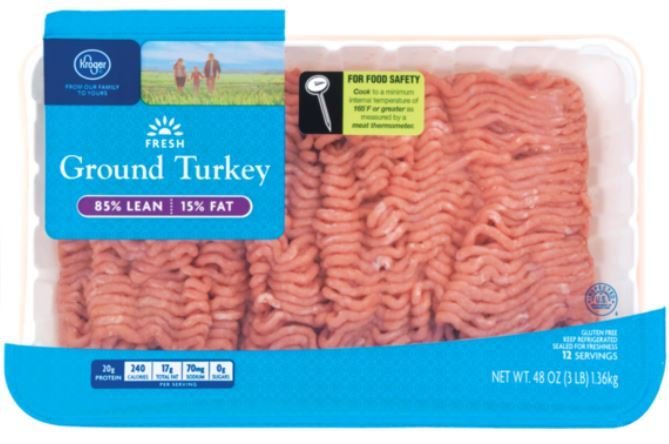 Kroger
FROM OUR FAMILY
TO YOURS
FRESH
Ground Turkey
85% LEAN 15% FAT
FOR FOOD SAFETY
Cook to a minimum
internal temperature of
165°F or greater as
measured by a
meat thermometer.
GLUTEN FREE
KEEP REFRIGERATED
SEALED FOR FRESHNESS
12 SERVINGS
NET WT. 48 OZ (3 LB) 1.36kg
20g PROTEIN
240 CALORIES
17g TOTAL FAT
70mg SODIUM
0g SUGARS
PER SERVING